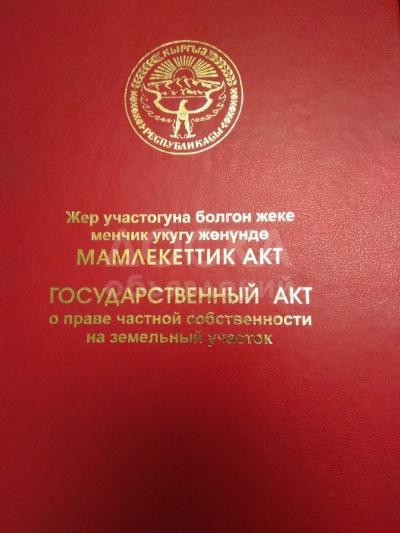 КЫРГЫЗ
РЕСПУБЛИКАСЫ
Жер участогуна болгон жеке
менчик укугу жөнүндө
МАМЛЕКЕТТИК АКТ
ГОСУДАРСТВЕННЫЙ АКТ
о праве частной собственности
на земельный участок